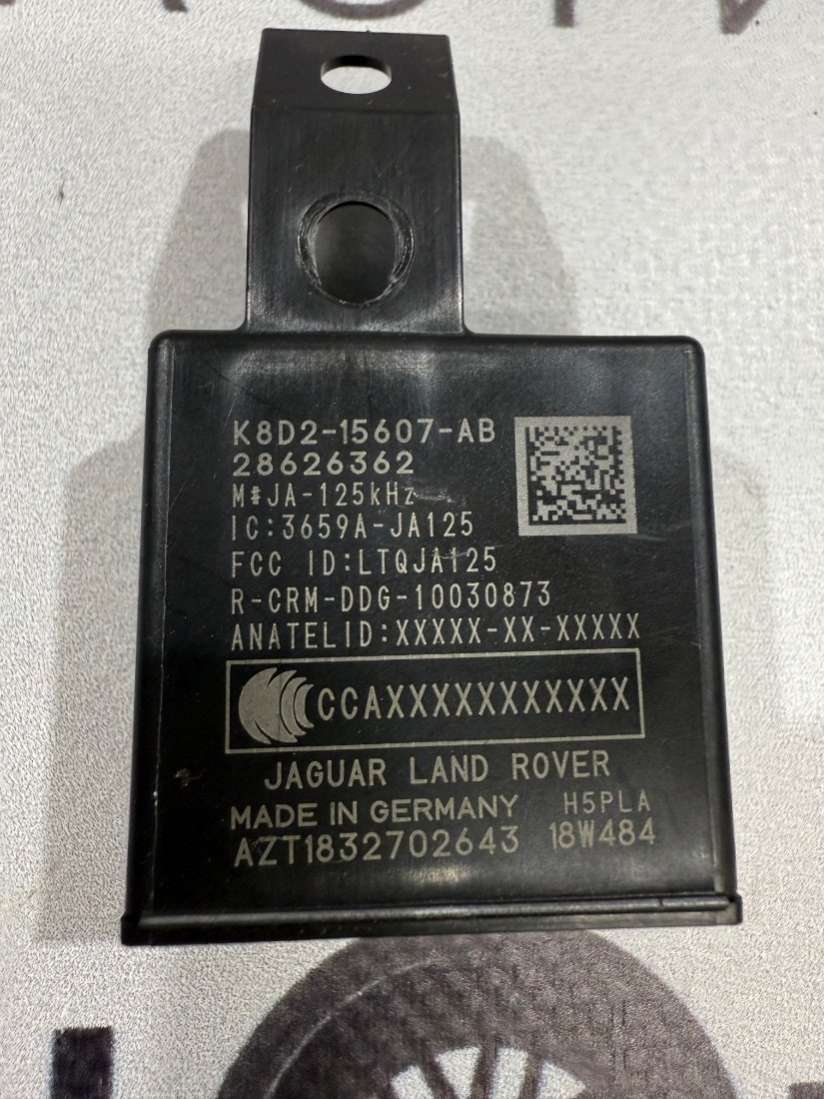 K8D2-15607-AB
28626362
M#JA-125kHz
IC:3659A-JA125
FCC ID:LTQJA125
R-CRM-DDG-10030873
ANATELID:XXXXX-XX-XXXXX
CCAXXXXXXXXXXXX
JAGUAR LAND ROVER
MADE IN GERMANY H5PLA
AZT1832702643 18W484